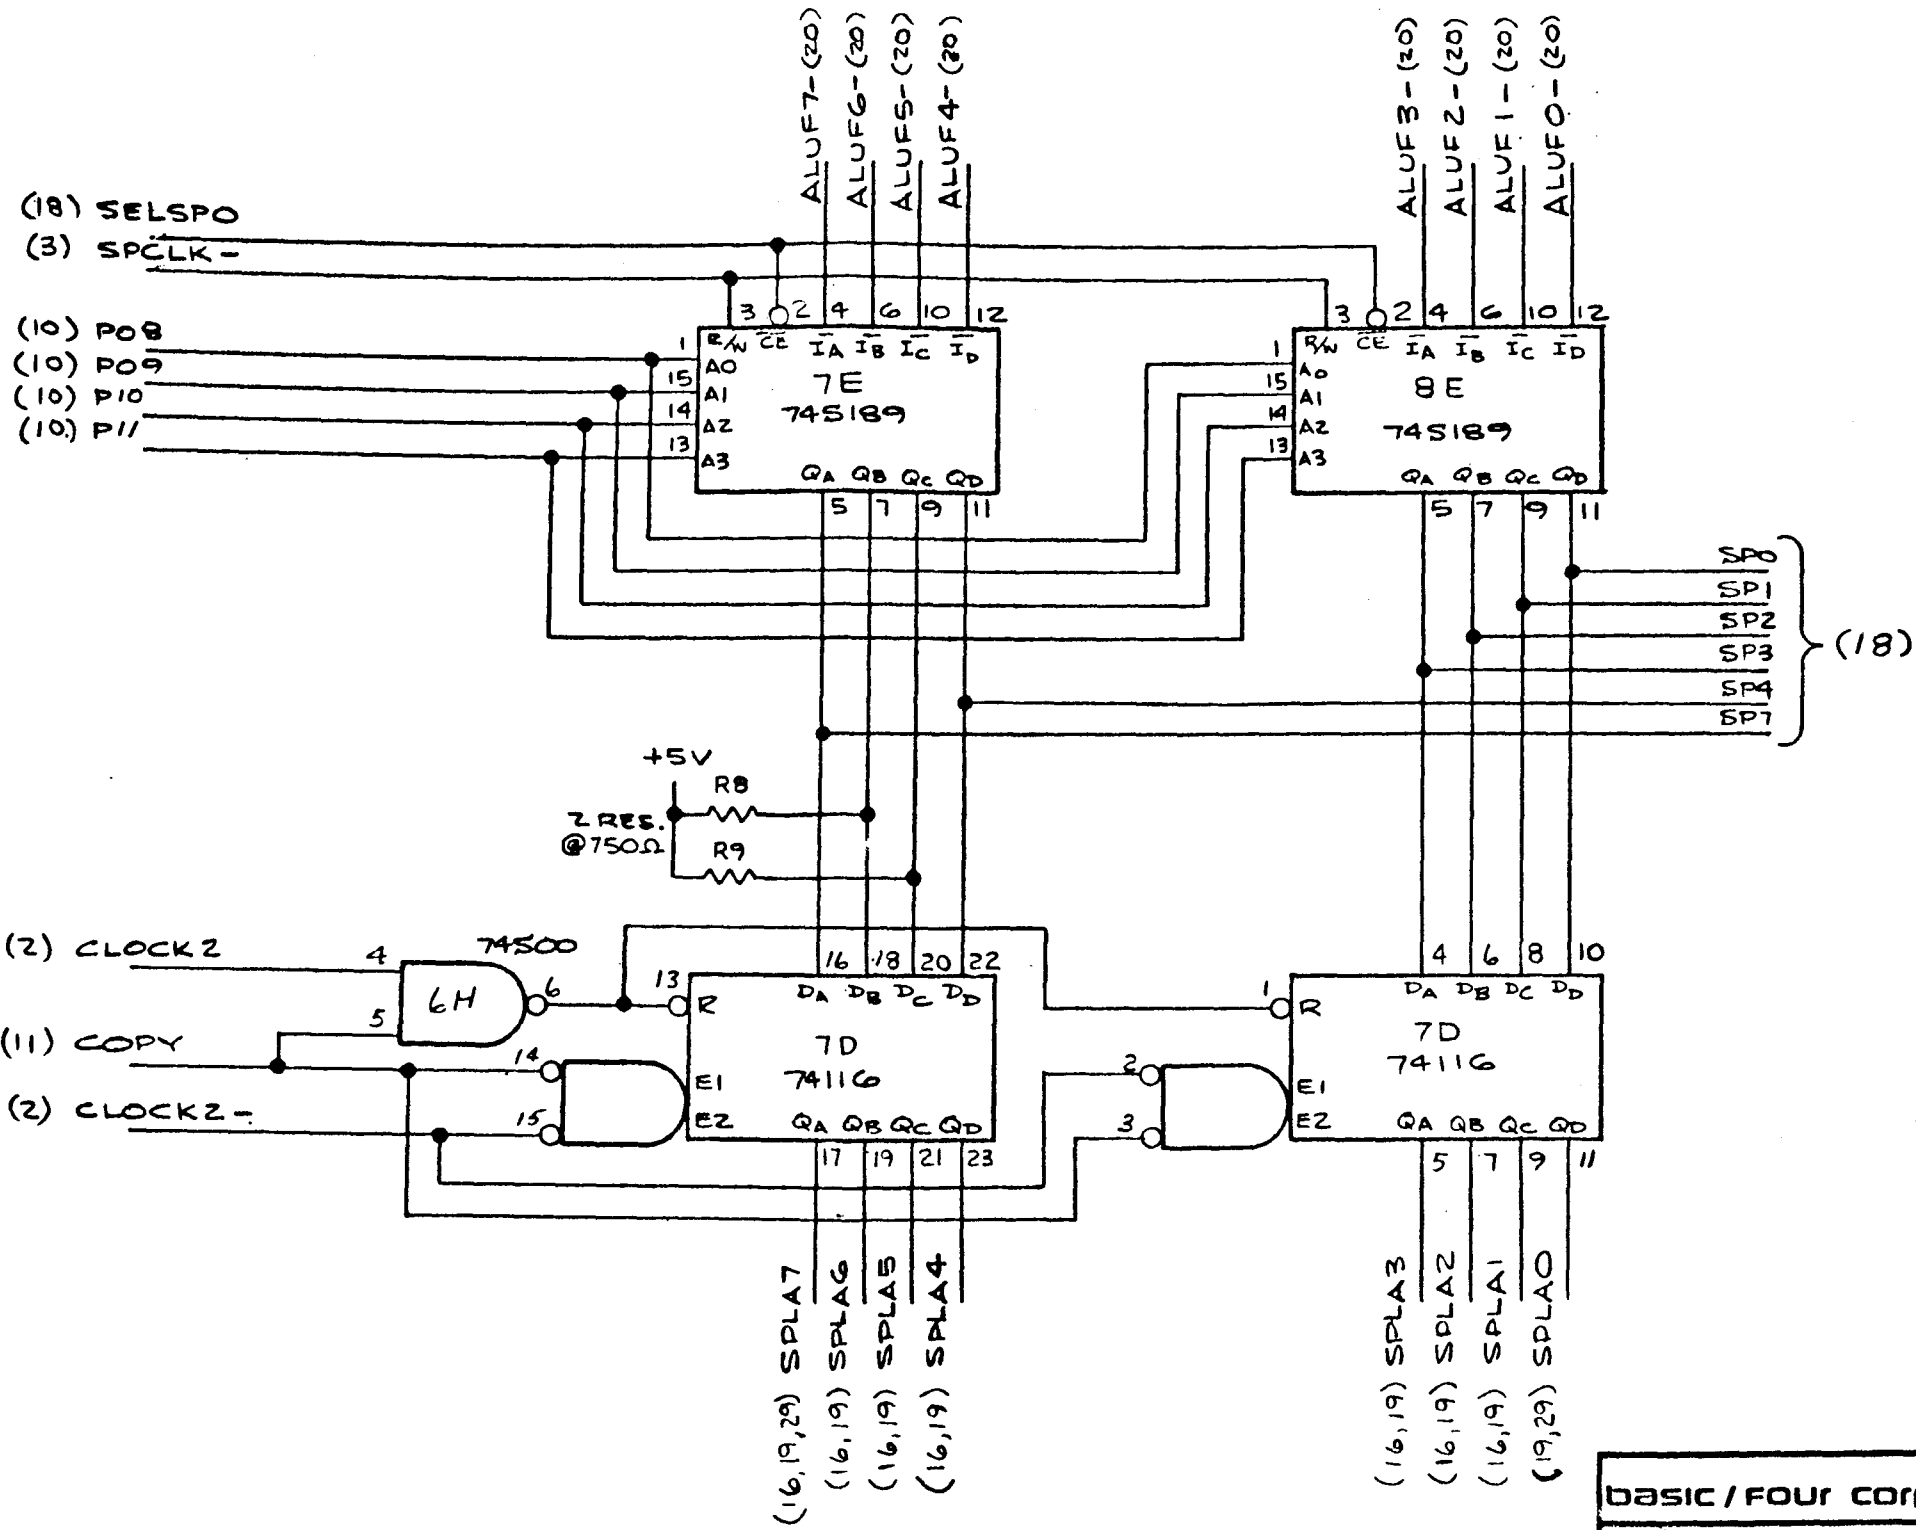 ALUF7-(20)
ALUF6-(20)
ALUF5-(20)
ALUF4-(20)
ALUF3-(20)
ALUF2-(20)
ALUF1-(20)
ALUF0-(20)
(18) SELSP0
(3) SPCLK-
(10) P08
(10) P09
(10) P10
(10) P11
3 2 4 6 10 12
R/W CE IA IB IC ID
1 A0
15 A1
14 A2
13 A3
7E
74S189
QA QB QC QD
5 7 9 11
3 2 4 6 10 12
R/W CE IA IB IC ID
1 A0
15 A1
14 A2
13 A3
8E
74S189
QA QB QC QD
5 7 9 11
SP0
SP1
SP2
SP3
SP4
SP7
(18)
+5V
R8
2 RES.
@750Ω
R9
(2) CLOCK2
74S00
4
5
6H
6
(11) COPY
(2) CLOCK2-
14
15
13 R
16 18 20 22
DA DB DC DD
7D
74116
E1
E2
QA QB QC QD
17 19 21 23
2
3
1 R
4 6 8 10
DA DB DC DD
7D
74116
E1
E2
QA QB QC QD
5 7 9 11
(16,19,29) SPLA7
(16,19) SPLA6
(16,19) SPLA5
(16,19) SPLA4
(16,19) SPLA3
(16,19) SPLA2
(16,19) SPLA1
(19,29) SPLA0
basic/Four